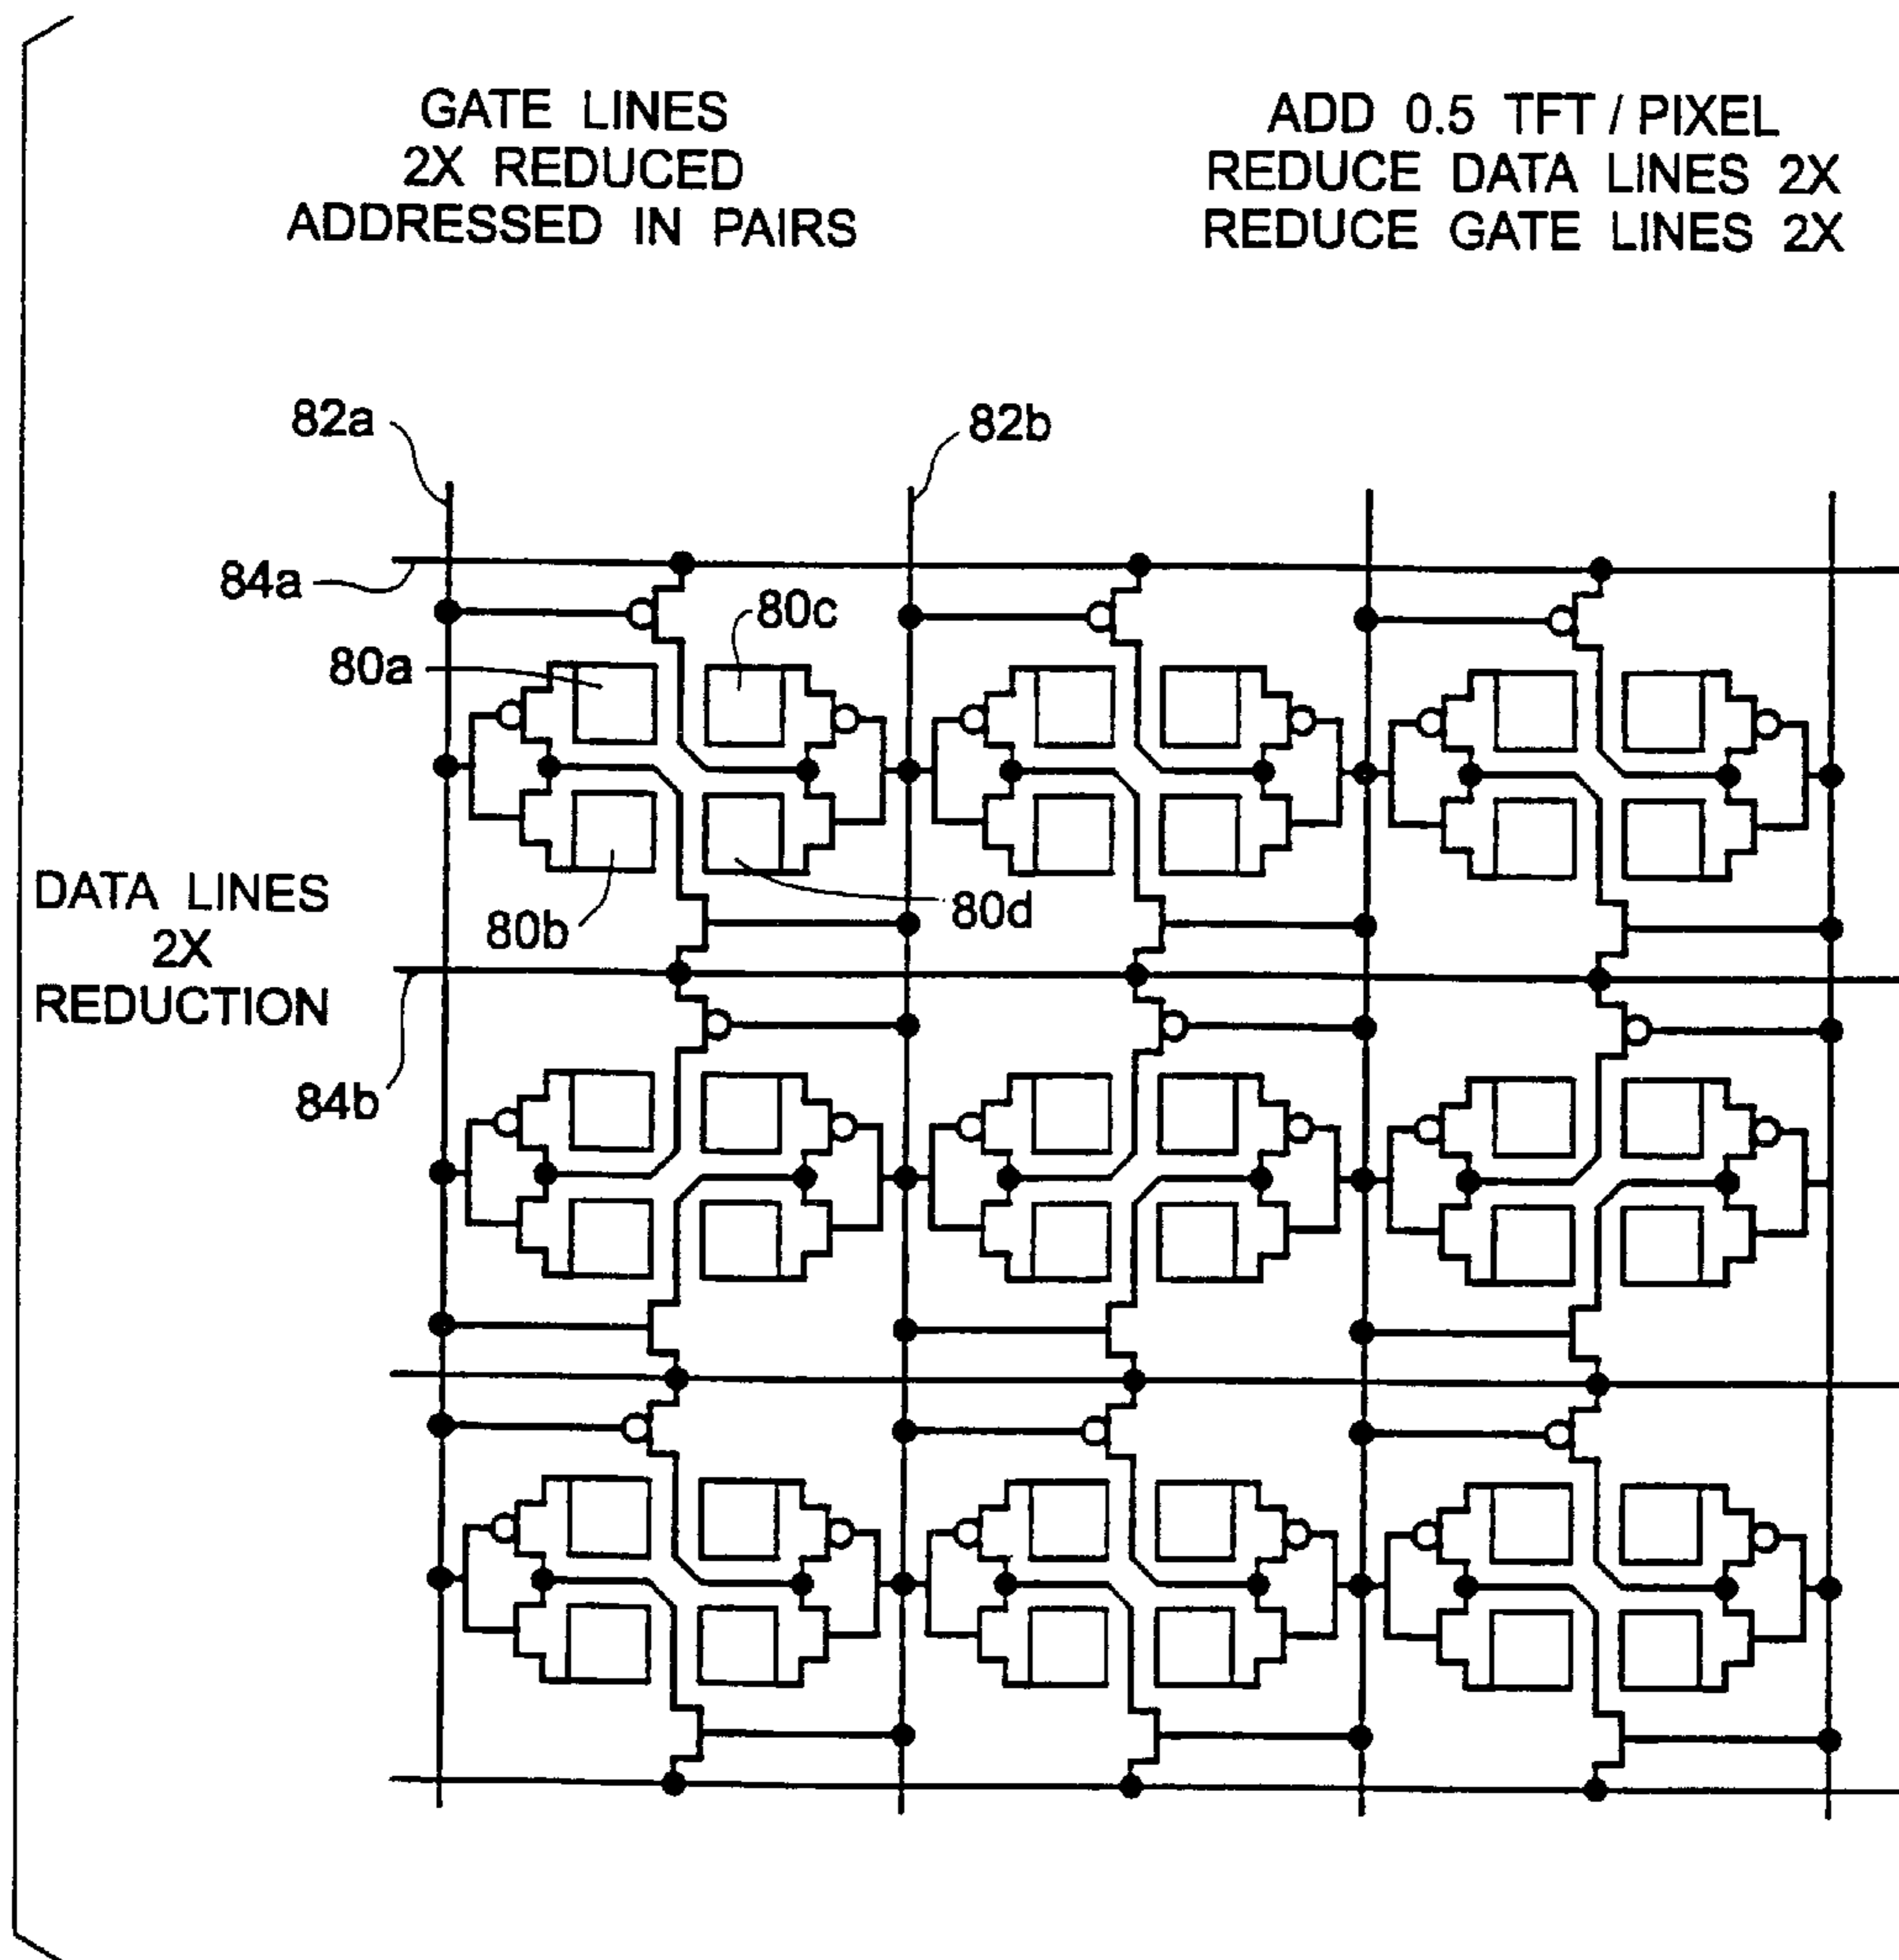 GATE LINES
2X REDUCED
ADDRESSED IN PAIRS
ADD 0.5 TFT / PIXEL
REDUCE DATA LINES 2X
REDUCE GATE LINES 2X
82a
82b
84a
80c
80a
80b
80d
DATA LINES
2X
REDUCTION
84b